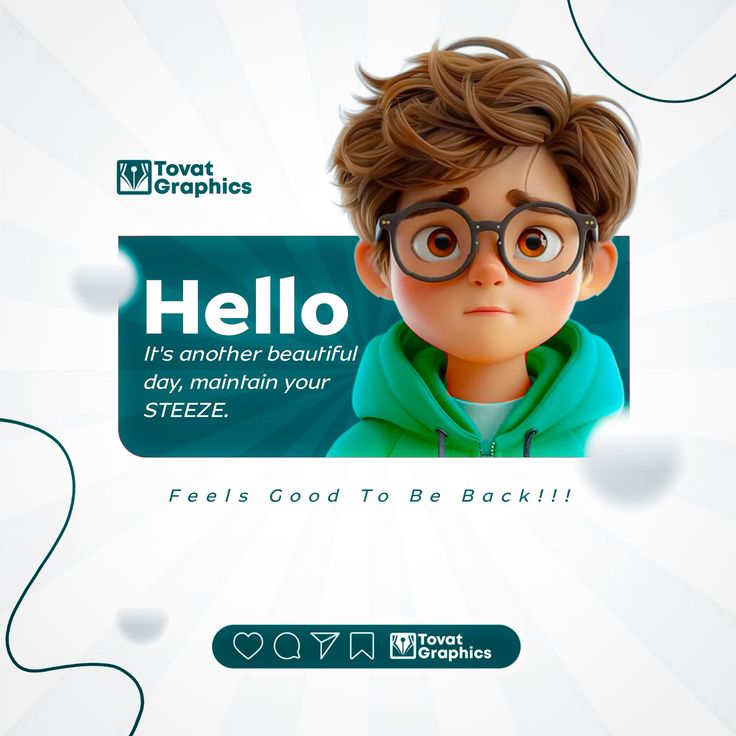 Tovat
Graphics
Hello
It's another beautiful
day, maintain your
STEEZE.
Feels Good To Be Back!!!
Tovat
Graphics